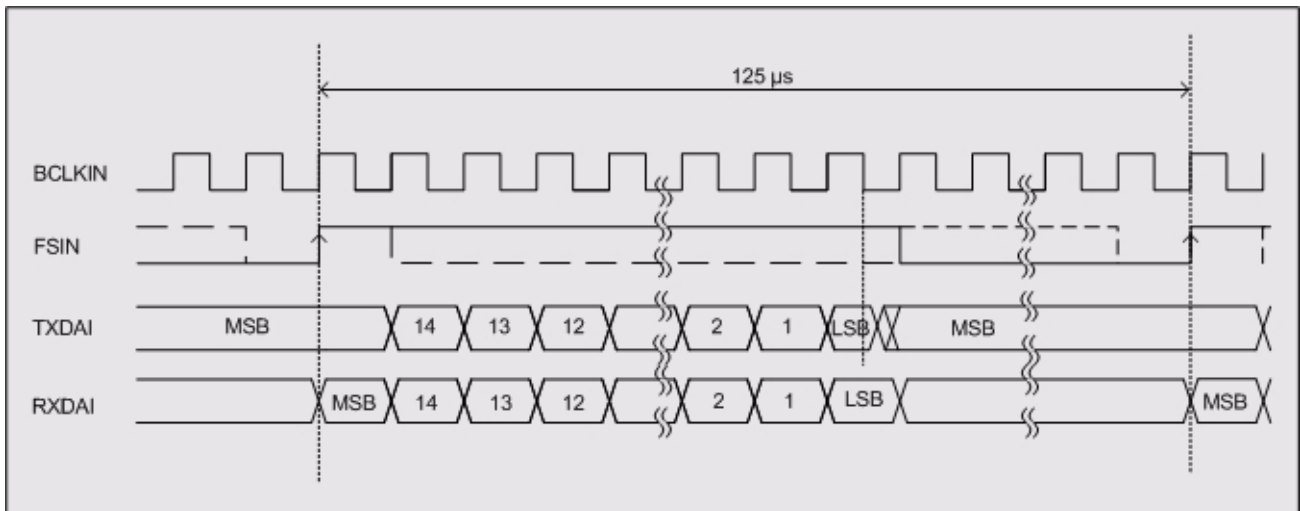 125 µs
BCLKIN
FSIN
TXDAI MSB 14 13 12 2 1 LSB MSB
RXDAI MSB 14 13 12 2 1 LSB MSB